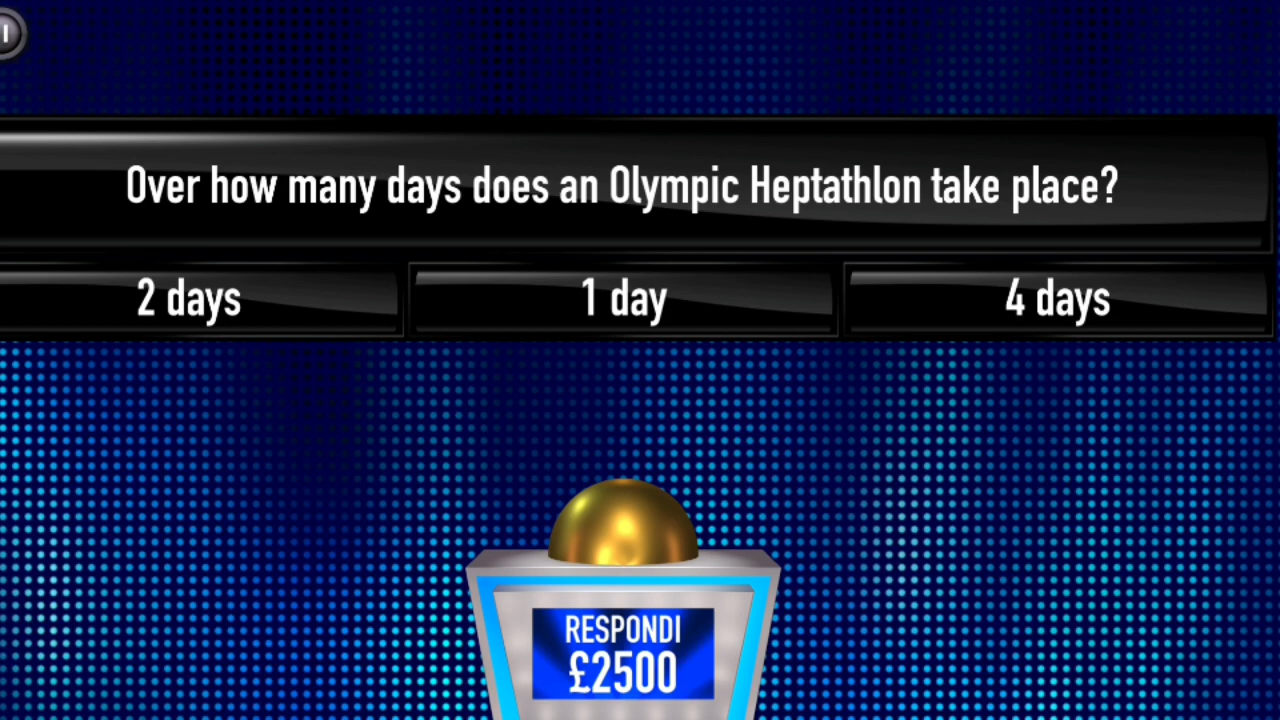 Over how many days does an Olympic Heptathlon take place?
2 days
1 day
4 days
RESPONDI
£2500